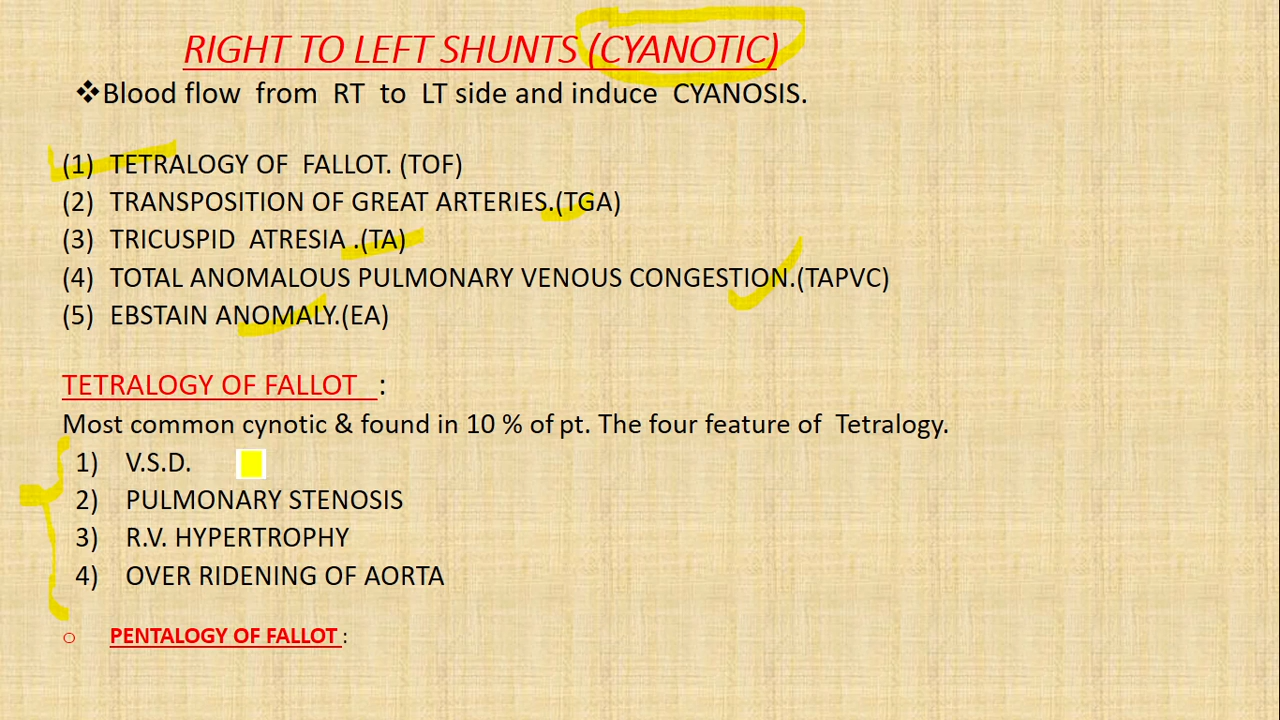 RIGHT TO LEFT SHUNTS (CYANOTIC)
❖Blood flow from RT to LT side and induce CYANOSIS.
(1) TETRALOGY OF FALLOT. (TOF)
(2) TRANSPOSITION OF GREAT ARTERIES.(TGA)
(3) TRICUSPID ATRESIA .(TA)
(4) TOTAL ANOMALOUS PULMONARY VENOUS CONGESTION.(TAPVC)
(5) EBSTAIN ANOMALY.(EA)
TETRALOGY OF FALLOT :
Most common cynotic & found in 10 % of pt. The four feature of Tetralogy.
1) V.S.D.
2) PULMONARY STENOSIS
3) R.V. HYPERTROPHY
4) OVER RIDENING OF AORTA
o PENTALOGY OF FALLOT :